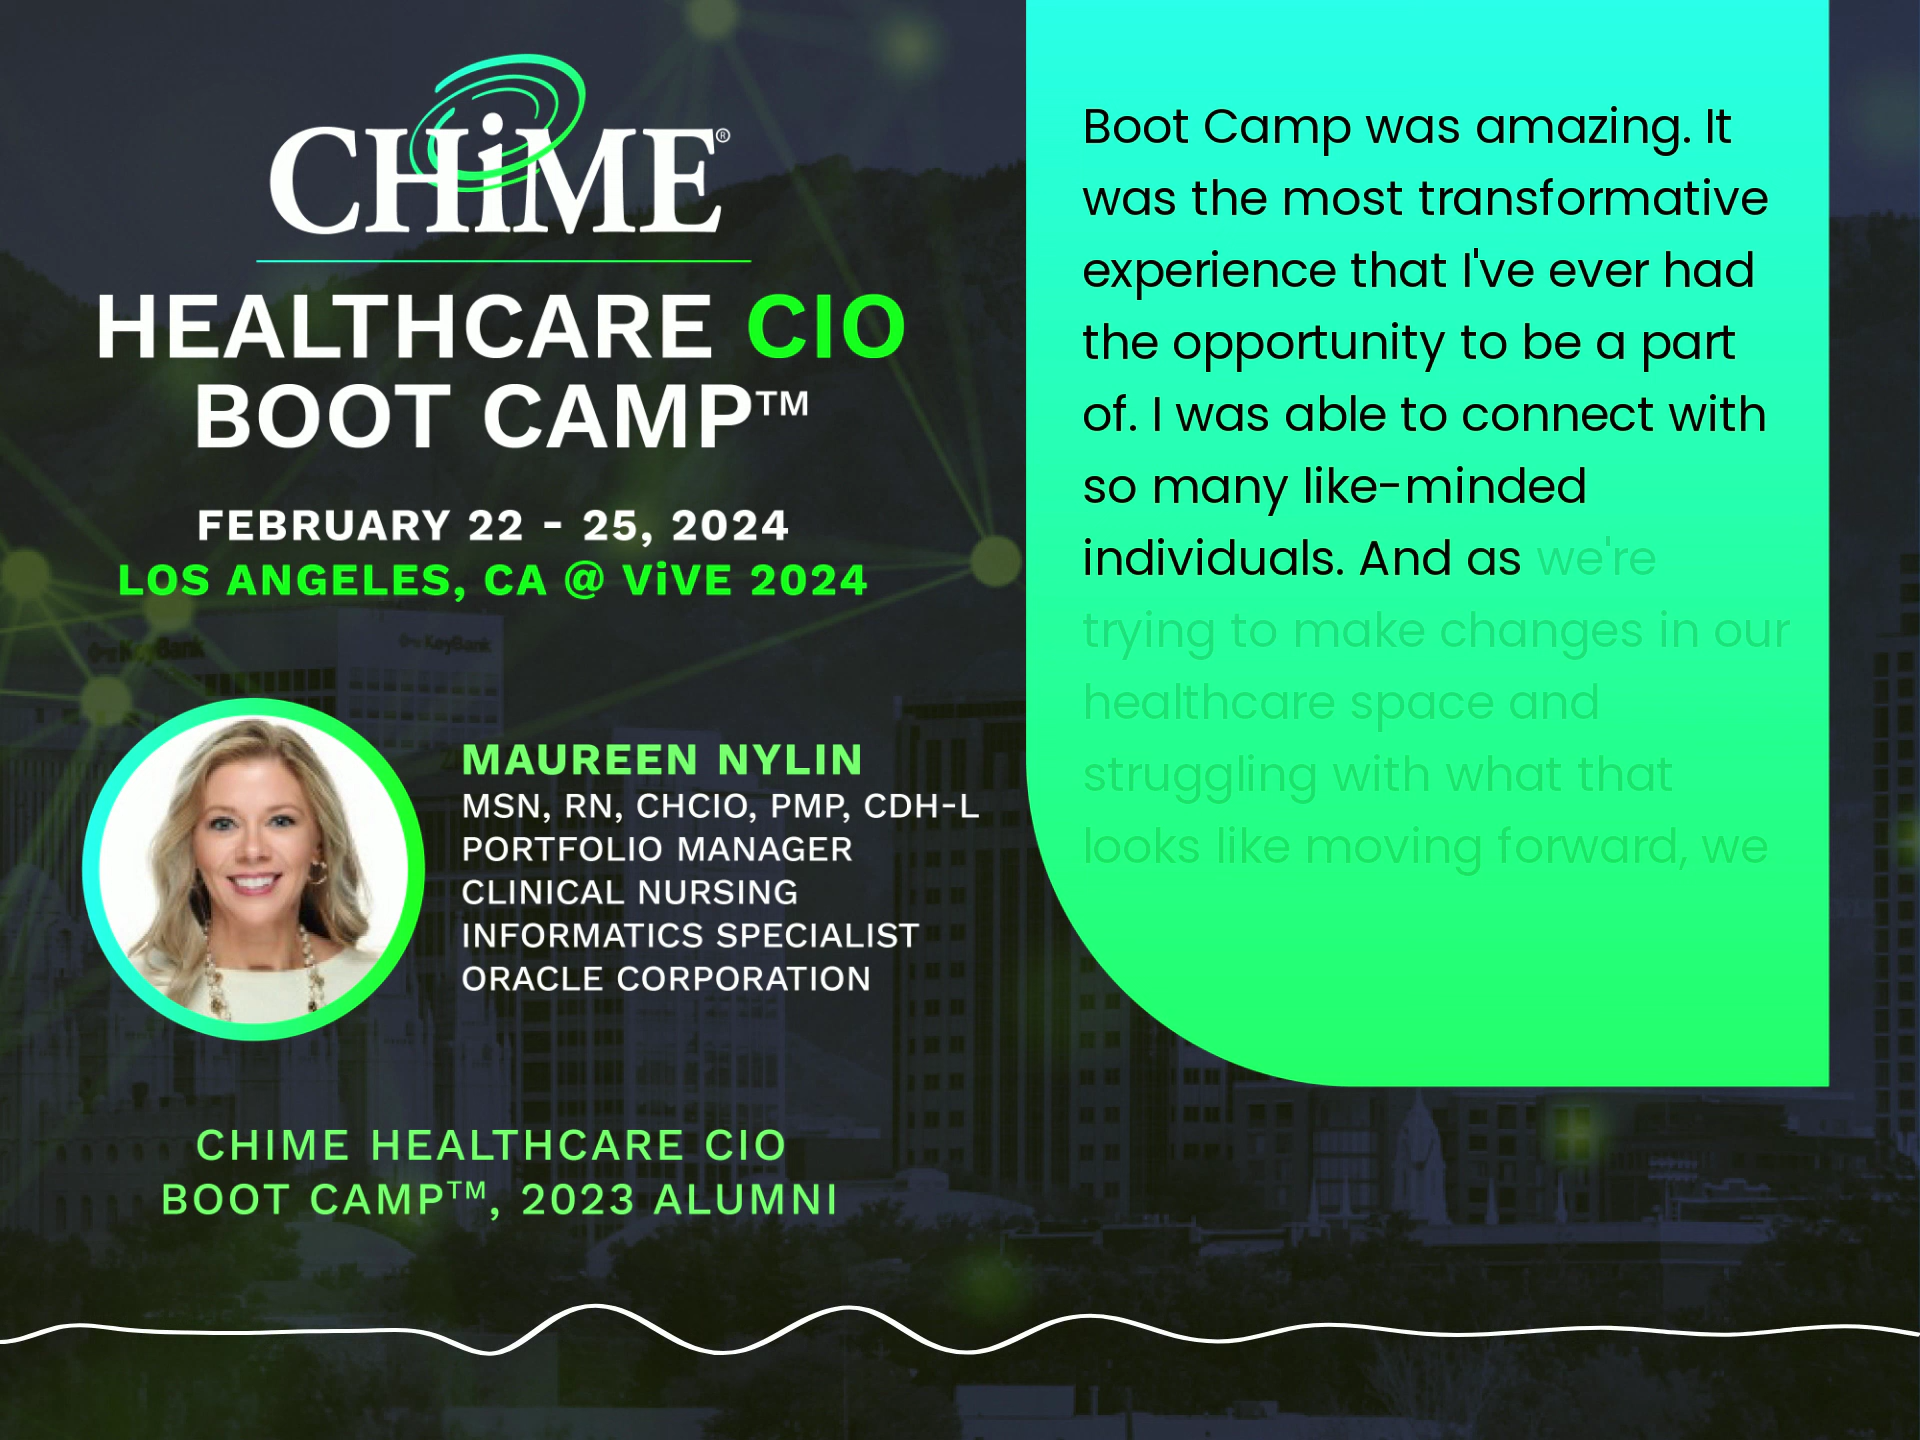 CHiME®
HEALTHCARE CIO
BOOT CAMP™
FEBRUARY 22 - 25, 2024
LOS ANGELES, CA @ ViVE 2024
KeyBank
KeyBank
MAUREEN NYLIN
MSN, RN, CHCIO, PMP, CDH-L
PORTFOLIO MANAGER
CLINICAL NURSING
INFORMATICS SPECIALIST
ORACLE CORPORATION
CHIME HEALTHCARE CIO
BOOT CAMP™, 2023 ALUMNI
Boot Camp was amazing. It
was the most transformative
experience that I've ever had
the opportunity to be a part
of. I was able to connect with
so many like-minded
individuals. And as we're
trying to make changes in our
healthcare space and
struggling with what that
looks like moving forward, we